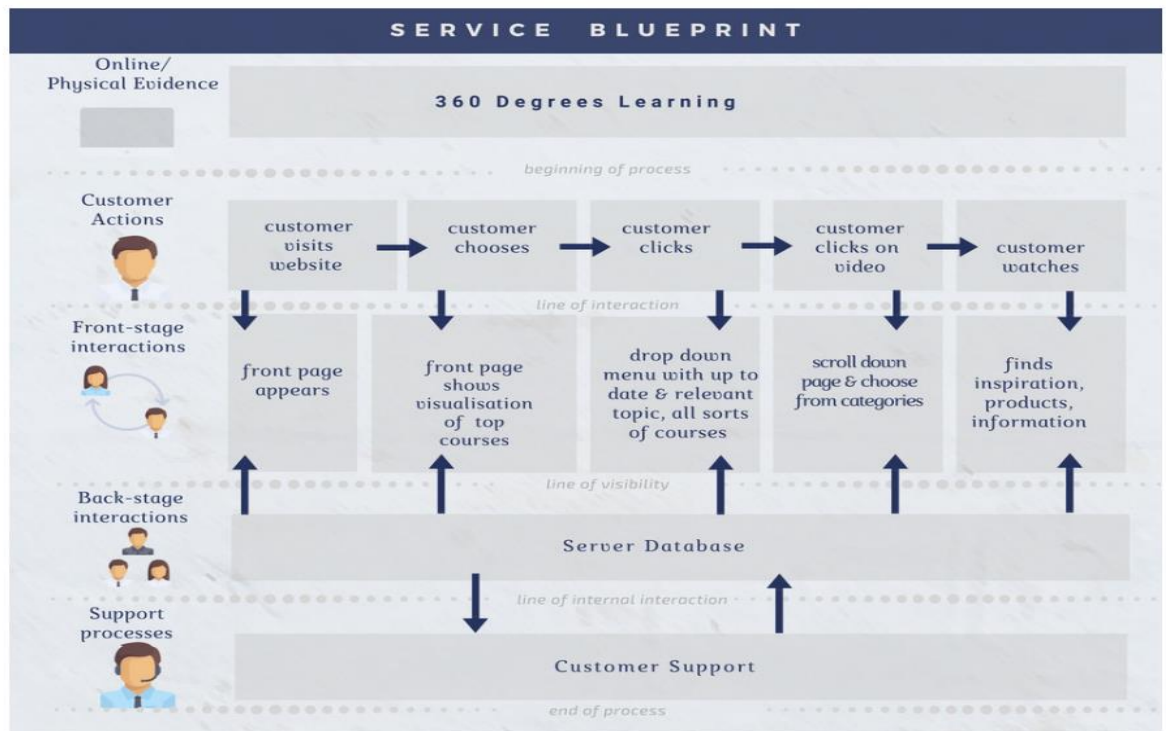 SERVICE BLUEPRINT
Online/
Physical Evidence
360 Degrees Learning
beginning of process
Customer
Actions
customer
visits
website
customer
chooses
customer
clicks
customer
clicks on
video
customer
watches
line of interaction
Front-stage
interactions
front page
appears
front page
shows
visualisation
of top
courses
drop down
menu with up to
date & relevant
topic, all sorts
of courses
scroll down
page & choose
from categories
finds
inspiration,
products,
information
line of visibility
Back-stage
interactions
Server Database
line of internal interaction
Support
processes
Customer Support
end of process